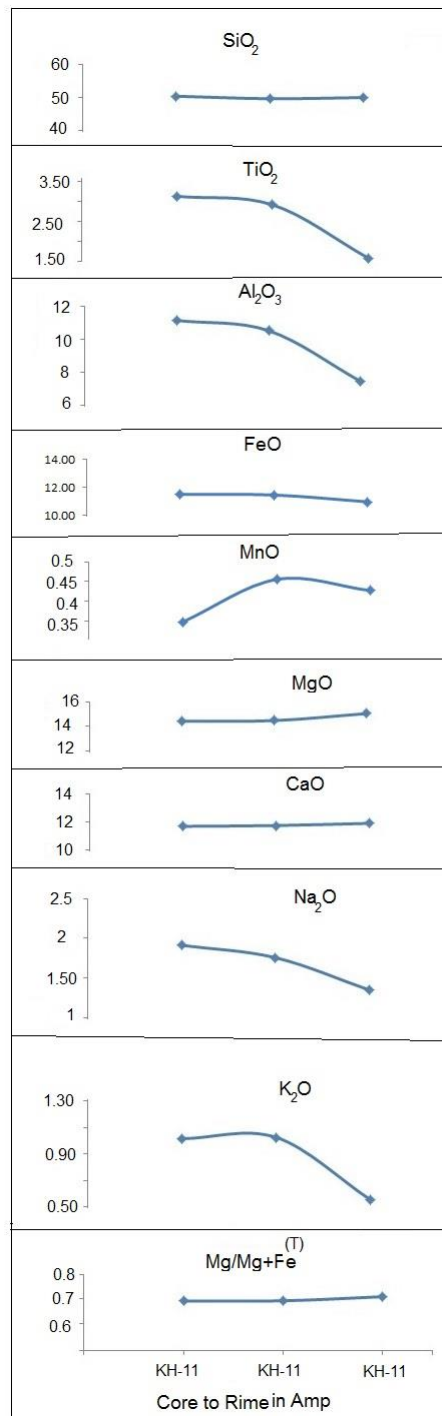 SiO2
60
50
40
TiO2
3.50
2.50
1.50
Al2O3
12
10
8
6
FeO
14.00
12.00
10.00
MnO
0.5
0.45
0.4
0.35
MgO
16
14
12
CaO
14
12
10
Na2O
2.5
2
1.50
1
K2O
1.30
0.90
0.50
Mg/Mg+Fe(T)
0.8
0.7
0.6
KH-11 KH-11 KH-11
Core to Rime in Amp